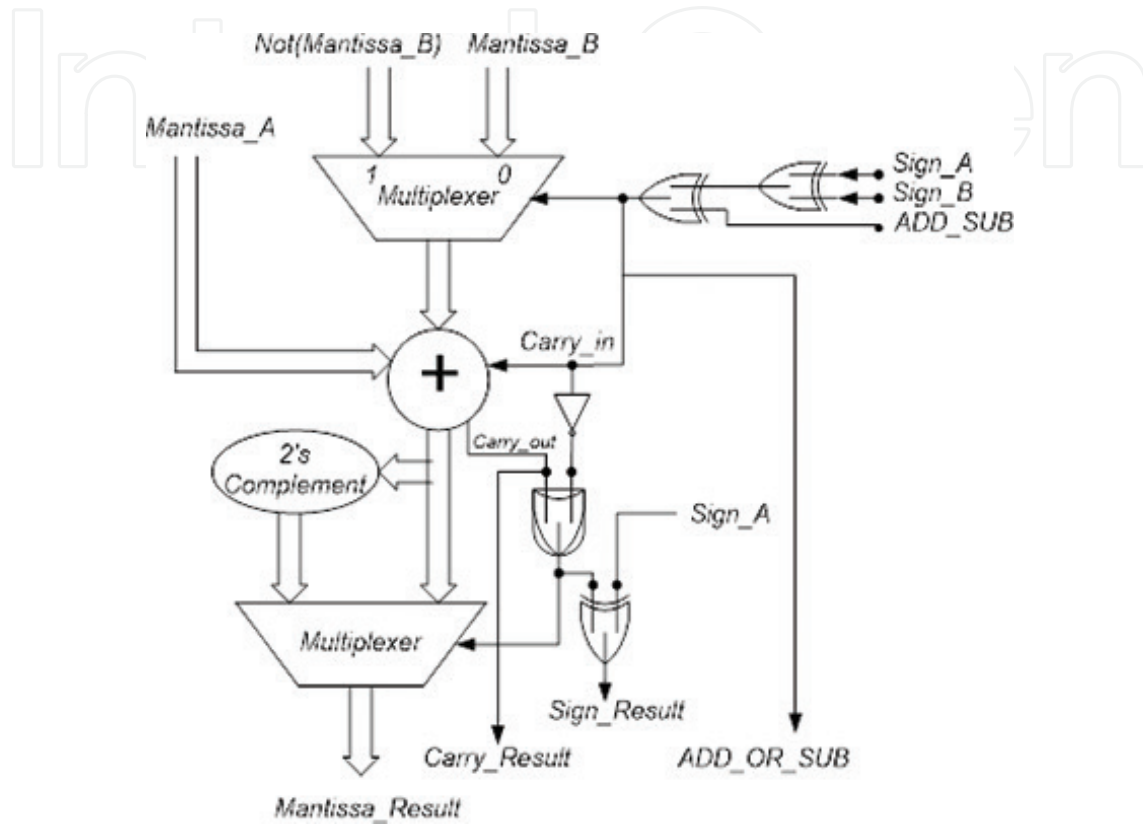 Not(Mantissa_B) Mantissa_B
Mantissa_A
1 0
Multiplexer
Sign_A
Sign_B
ADD_SUB
Carry_in
+
Carry_out
2's
Complement
Sign_A
Multiplexer
Sign_Result
Carry_Result
ADD_OR_SUB
Mantissa_Result